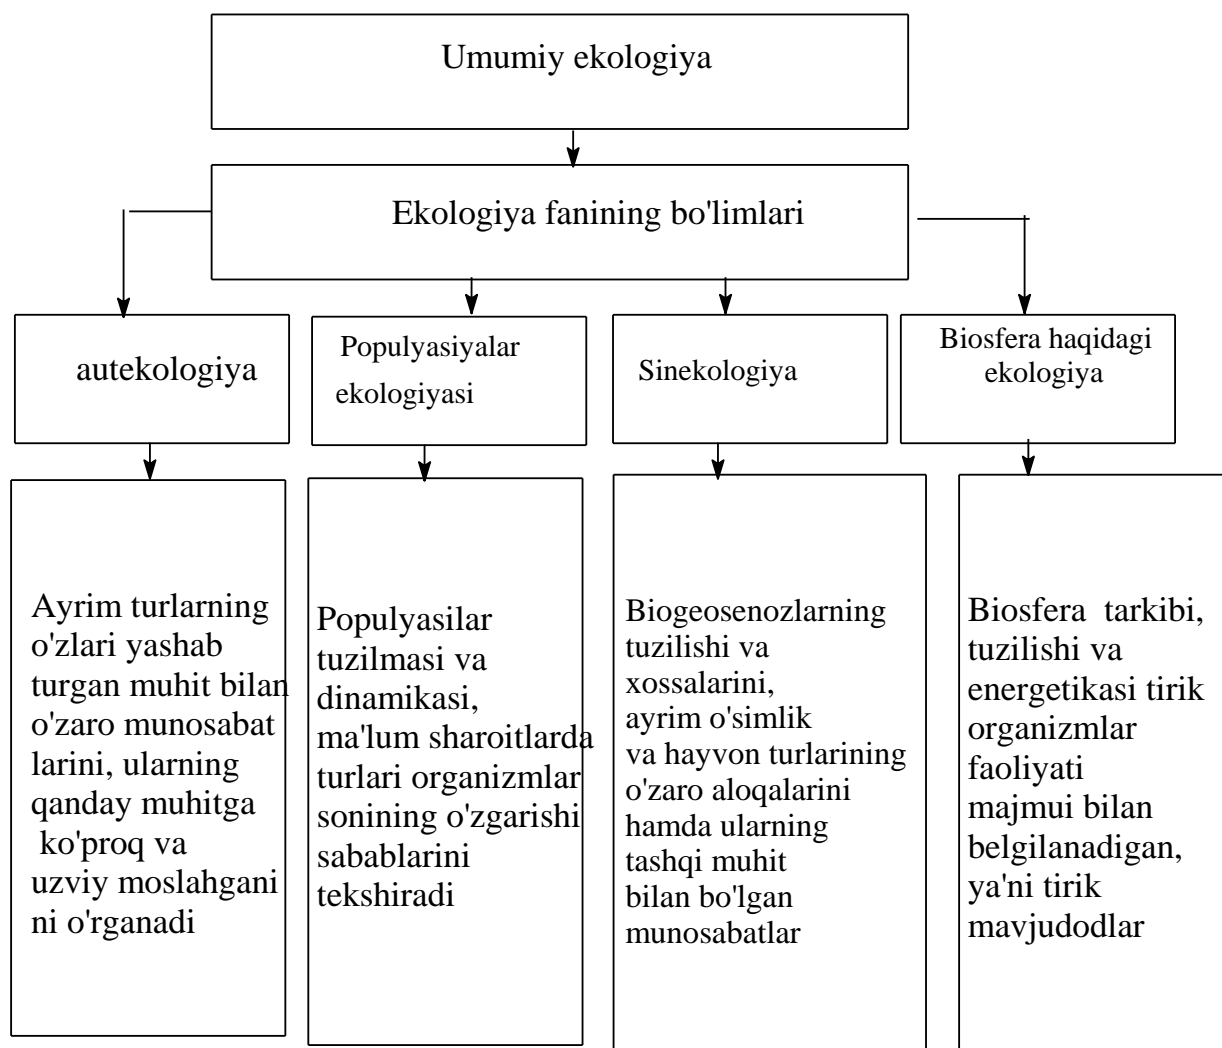 Umumiy ekologiya
Ekologiya fanining bo'limlari
autekologiya
Populyasiyalar
ekologiyasi
Sinekologiya
Biosfera haqidagi
ekologiya
Ayrim turlarning
o'zlari yashab
turgan muhit bilan
o'zaro munosabat
larini, ularning
qanday muhitga
ko'proq va
uzviy moslahgani
ni o'rganadi
Populyasilar
tuzilmasi va
dinamikasi,
ma'lum sharoitlarda
turlari organizmlar
sonining o'zgarishi
sabablarini
tekshiradi
Biogeosenozlarning
tuzilishi va
xossalarini,
ayrim o'simlik
va hayvon turlarining
o'zaro aloqalarini
hamda ularning
tashqi muhit
bilan bo'lgan
munosabatlar
Biosfera tarkibi,
tuzilishi va
energetikasi tirik
organizmlar
faoliyati
majmui bilan
belgilanadigan,
ya'ni tirik
mavjudodlar